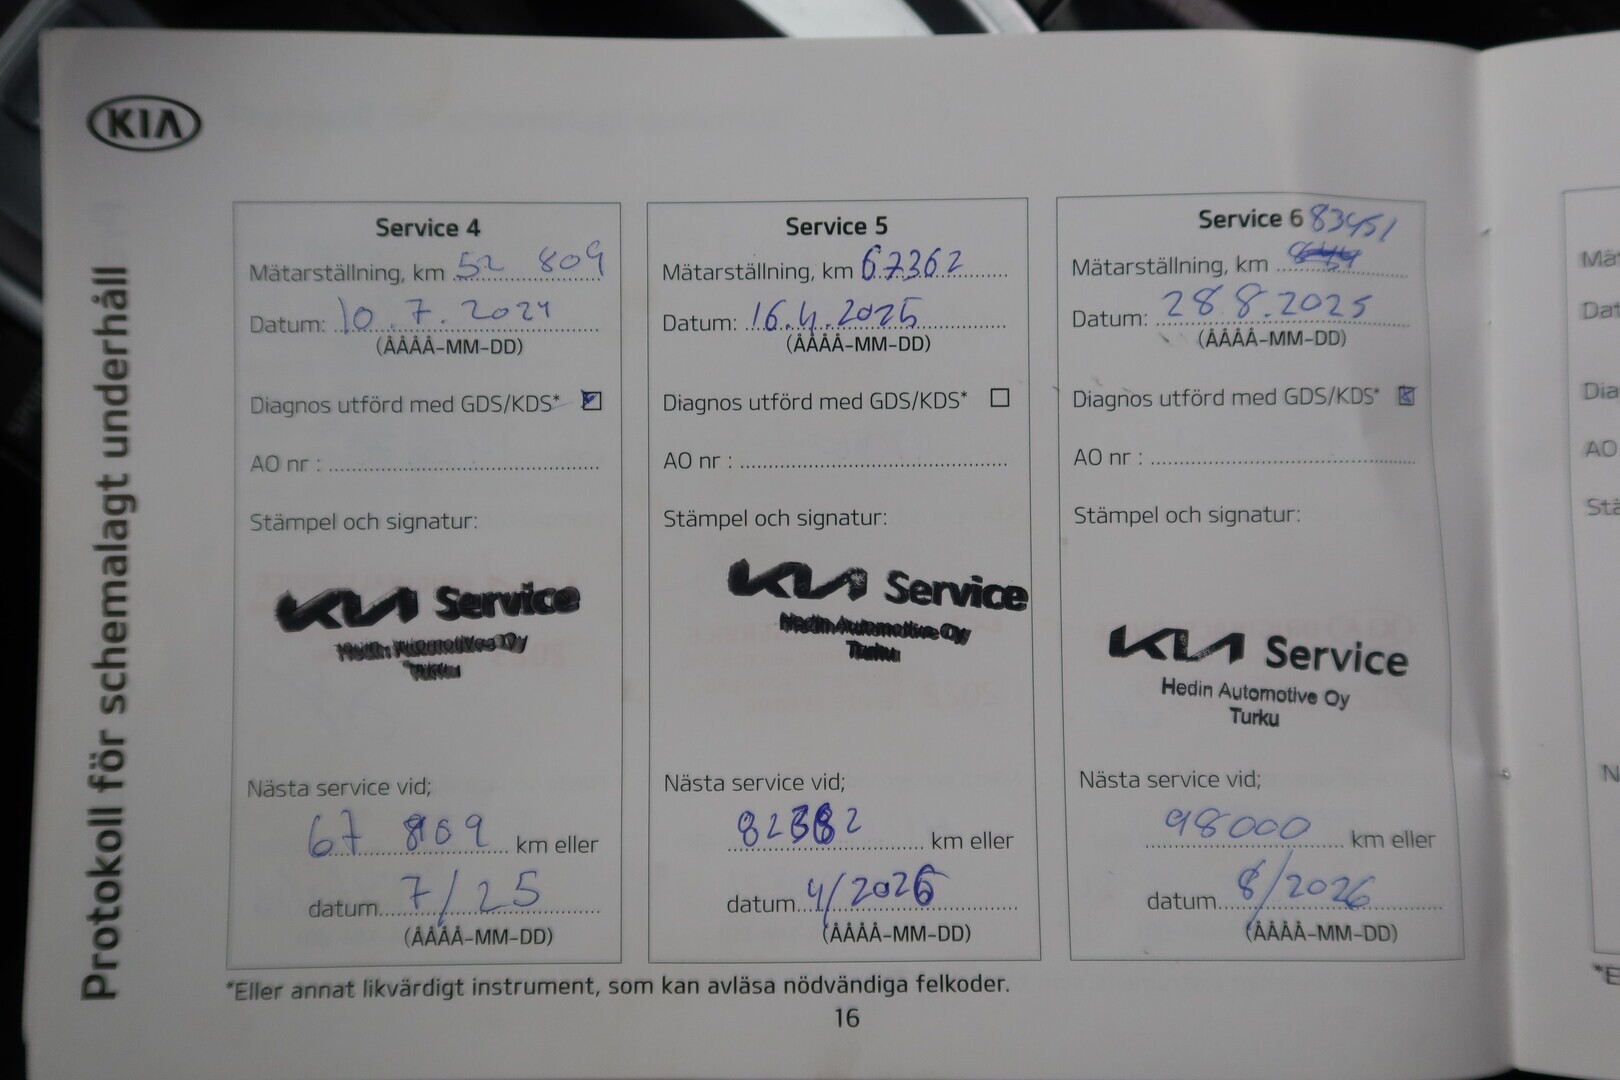 KIA
Protokoll för schemalagt underhåll
Service 4
Mätarställning, km 52 809
Datum: 10.7.2024
(ÅÅÅÅ-MM-DD)
Diagnos utförd med GDS/KDS*
AO nr :
Stämpel och signatur:
KIA Service
Hedin Automotive Oy
Turku
Nästa service vid;
67 809 km eller
datum 7/25
(ÅÅÅÅ-MM-DD)
Service 5
Mätarställning, km 67362
Datum: 16.4.2025
(ÅÅÅÅ-MM-DD)
Diagnos utförd med GDS/KDS*
AO nr :
Stämpel och signatur:
KIA Service
Hedin Automotive Oy
Turku
Nästa service vid;
82362 km eller
datum 4/2026
(ÅÅÅÅ-MM-DD)
Service 6 83451
Mätarställning, km
Datum: 28.8.2025
(ÅÅÅÅ-MM-DD)
Diagnos utförd med GDS/KDS*
AO nr :
Stämpel och signatur:
KIA Service
Hedin Automotive Oy
Turku
Nästa service vid;
98000 km eller
datum 8/2026
(ÅÅÅÅ-MM-DD)
*Eller annat likvärdigt instrument, som kan avläsa nödvändiga felkoder.
16